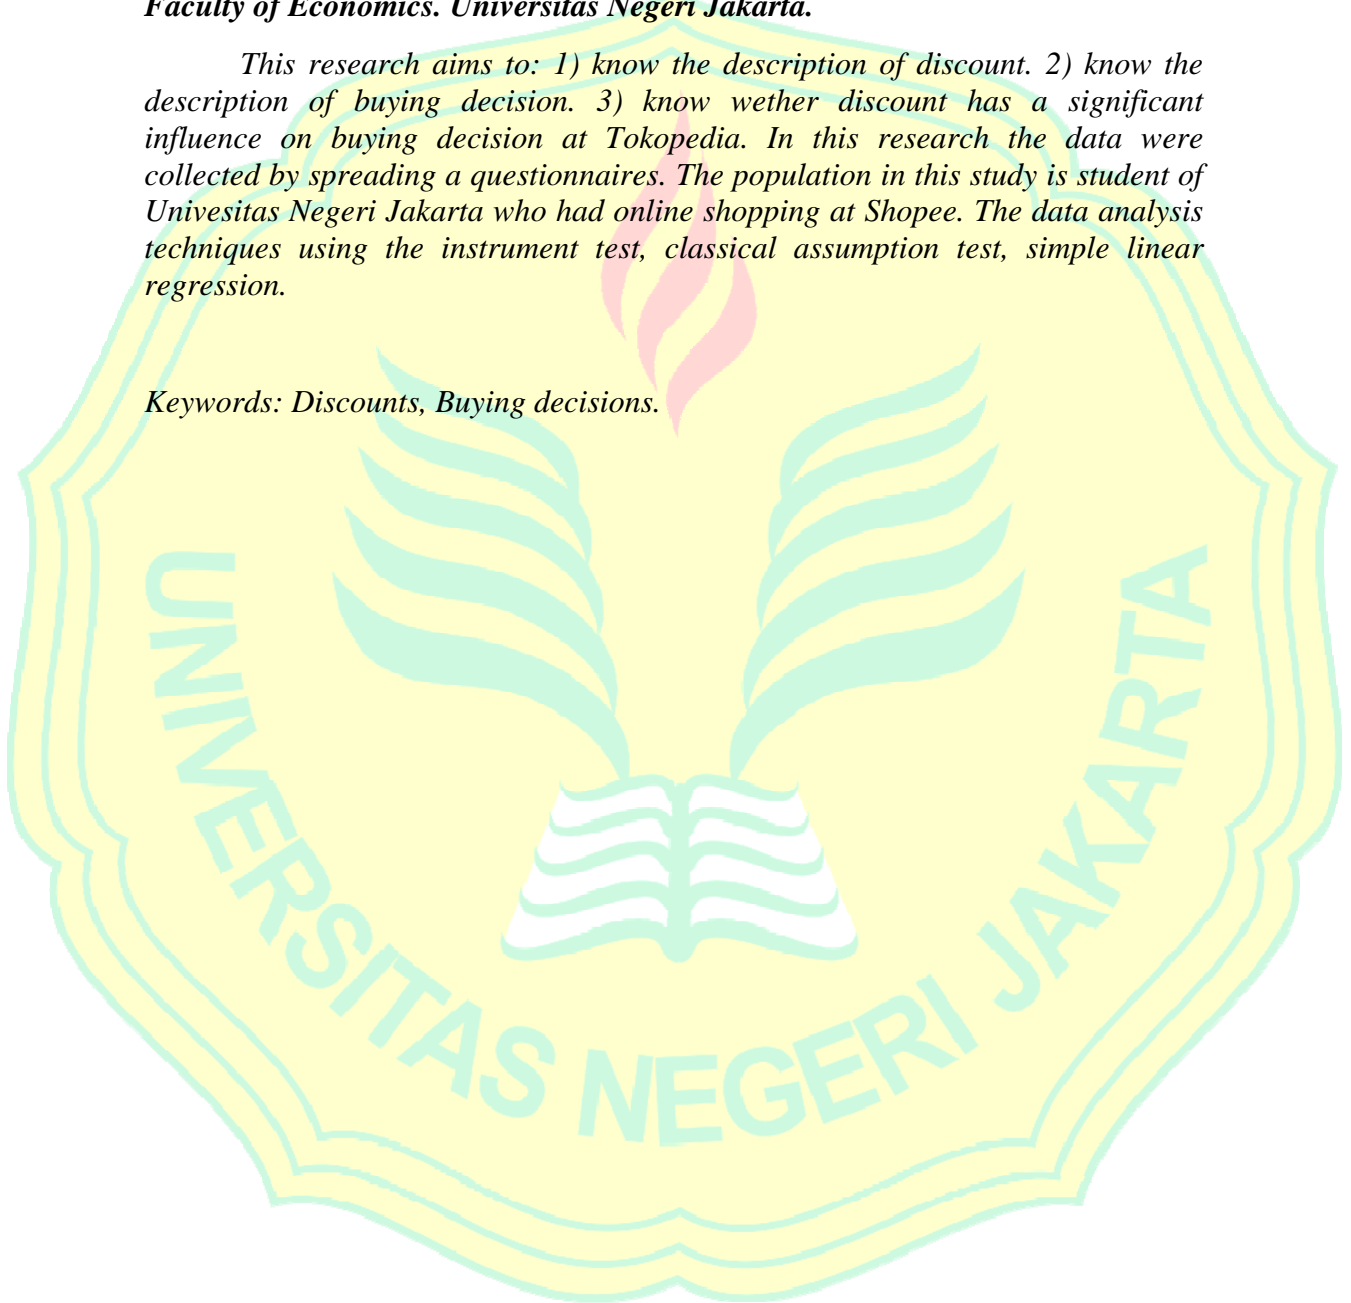 Faculty of Economics. Universitas Negeri Jakarta.
This research aims to: 1) know the description of discount. 2) know the
description of buying decision. 3) know wether discount has a significant
influence on buying decision at Tokopedia. In this research the data were
collected by spreading a questionnaires. The population in this study is student of
Univesitas Negeri Jakarta who had online shopping at Shopee. The data analysis
techniques using the instrument test, classical assumption test, simple linear
regression.
Keywords: Discounts, Buying decisions.
UNIVERSITAS NEGERI JAKARTA